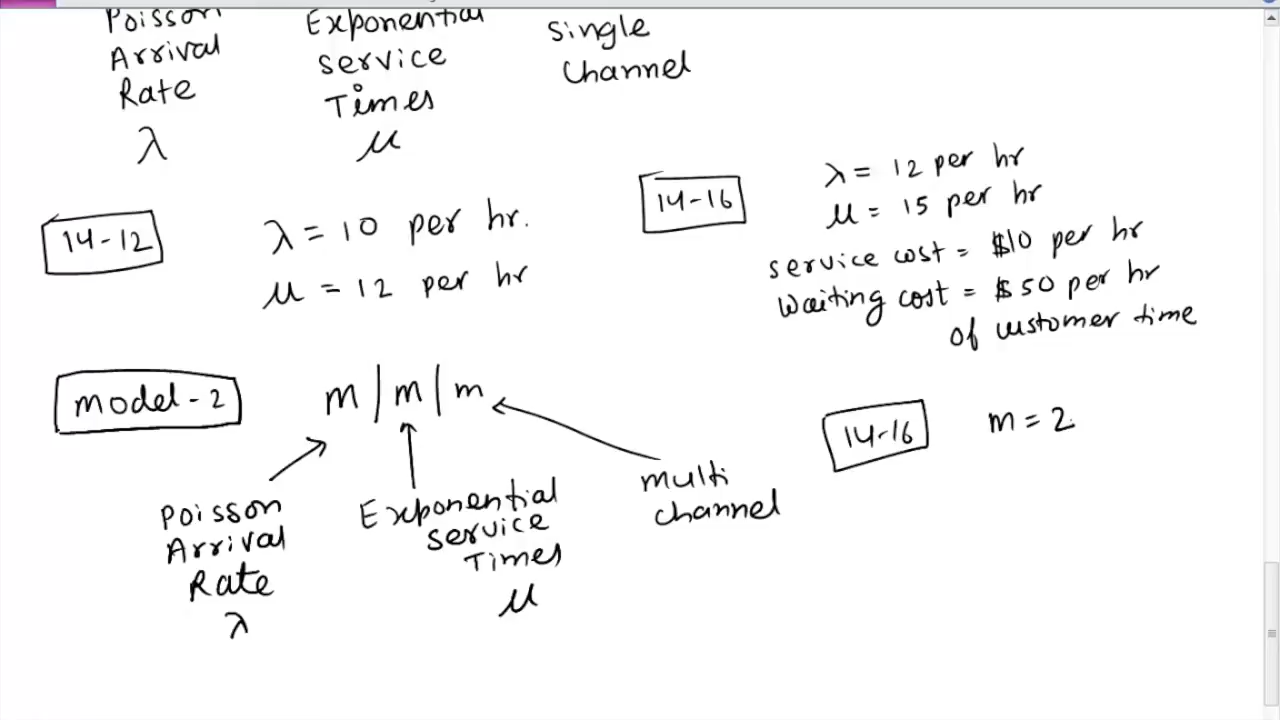 Poisson
Arrival
Rate
λ
Exponential
service
Times
μ
single
channel
14-12
λ = 10 per hr.
μ = 12 per hr
14-16
λ = 12 per hr
μ = 15 per hr
service cost = $10 per hr
waiting cost = $50 per hr
of customer time
model-2
m | m | m
Poisson
Arrival
Rate
λ
Exponential
service
Times
μ
multi
channel
14-16
m = 2